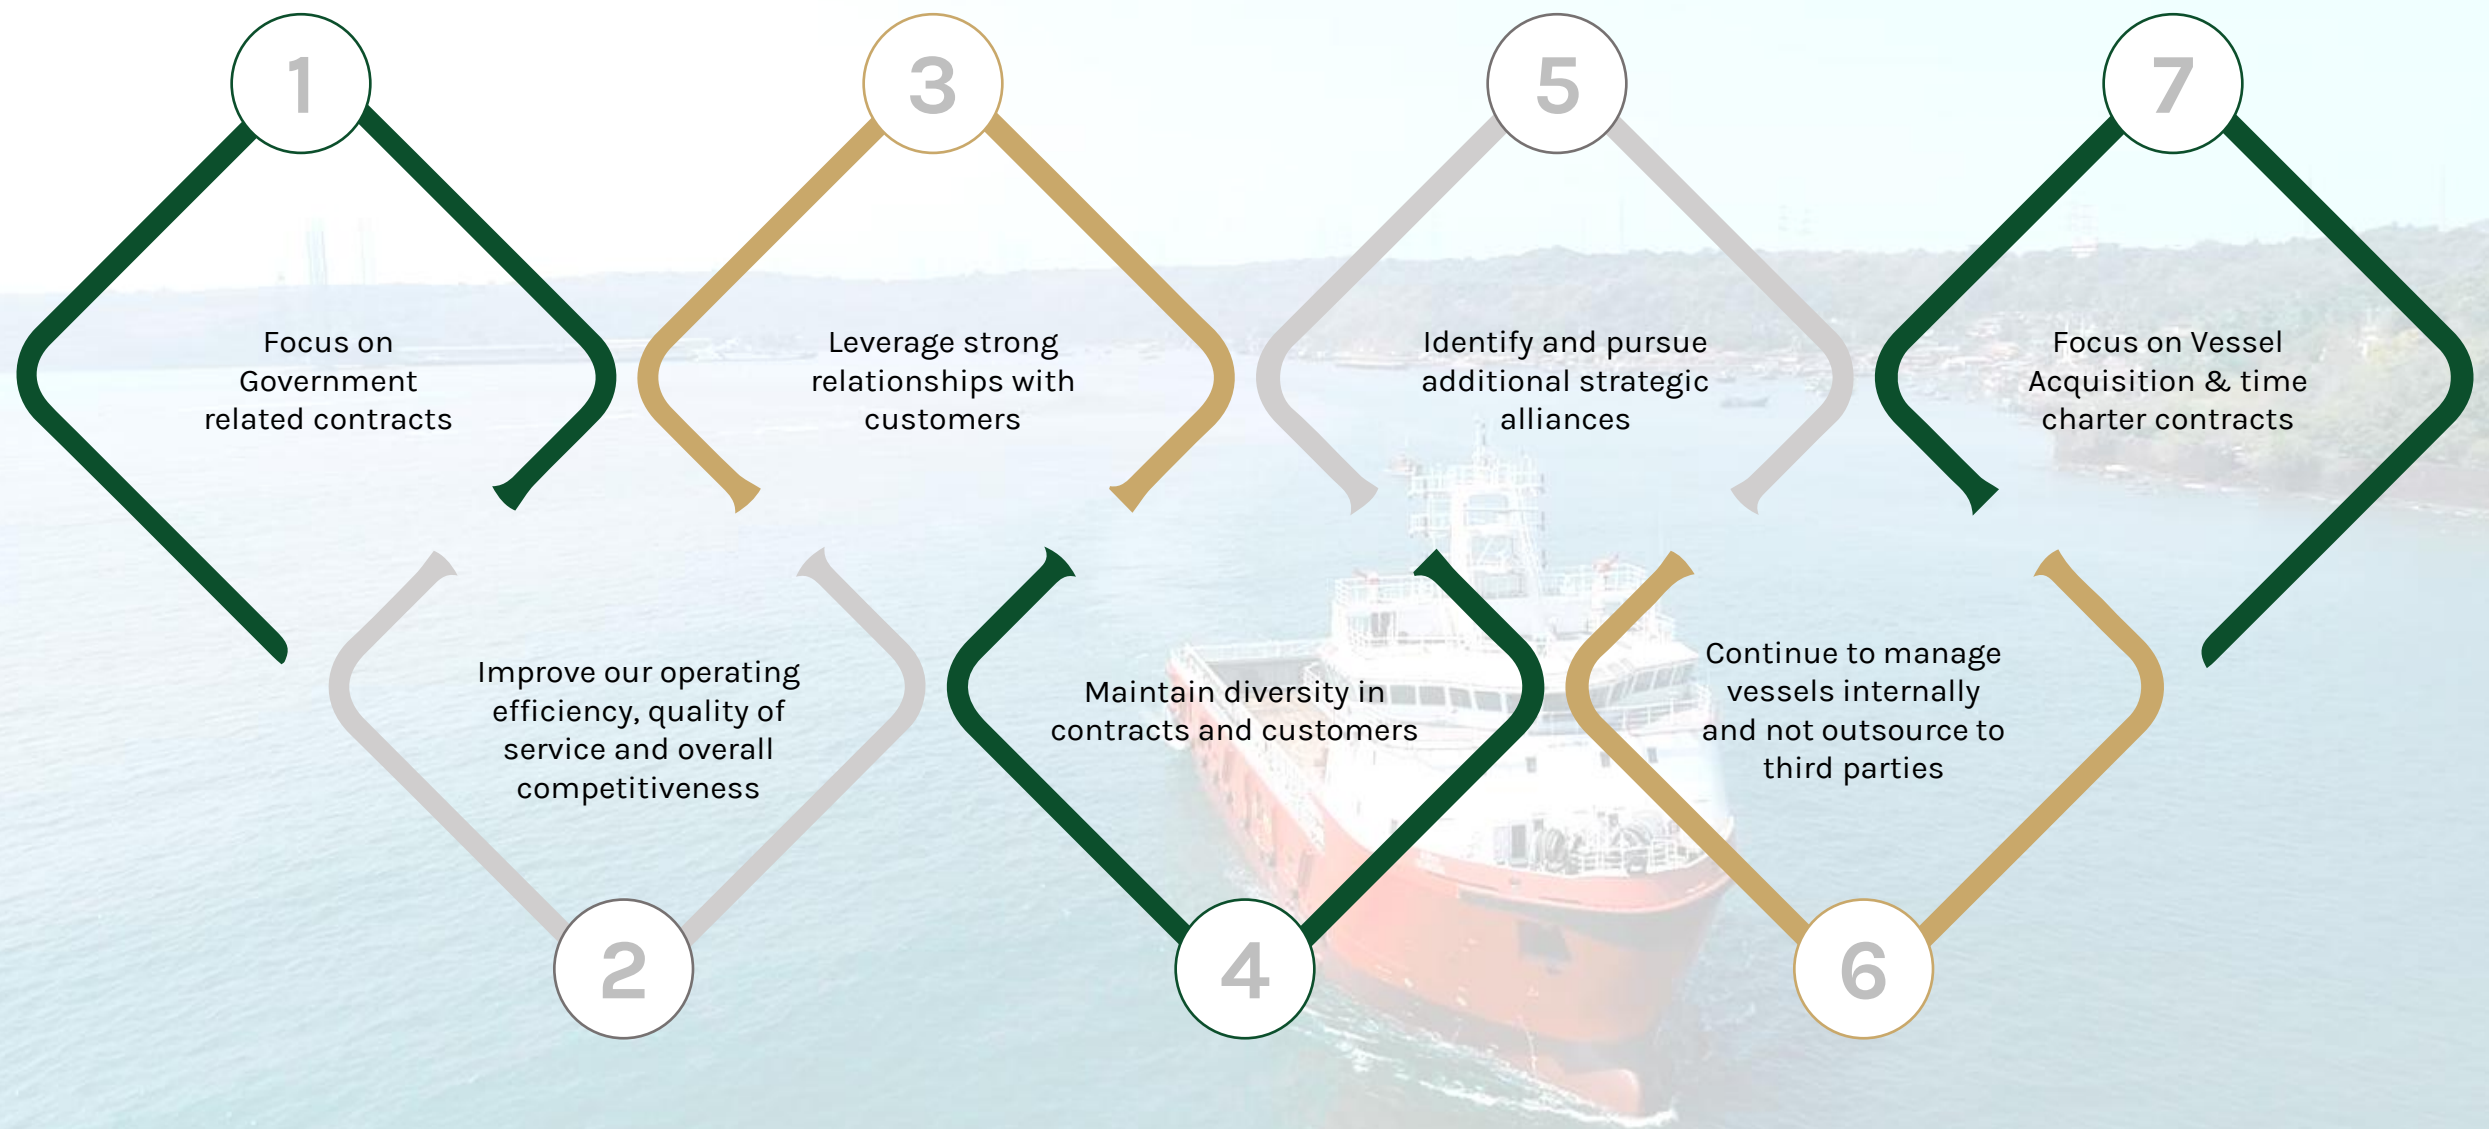 1
Focus on
Government
related contracts
2
Improve our operating
efficiency, quality of
service and overall
competitiveness
3
Leverage strong
relationships with
customers
4
Maintain diversity in
contracts and customers
5
Identify and pursue
additional strategic
alliances
6
Continue to manage
vessels internally
and not outsource to
third parties
7
Focus on Vessel
Acquisition & time
charter contracts